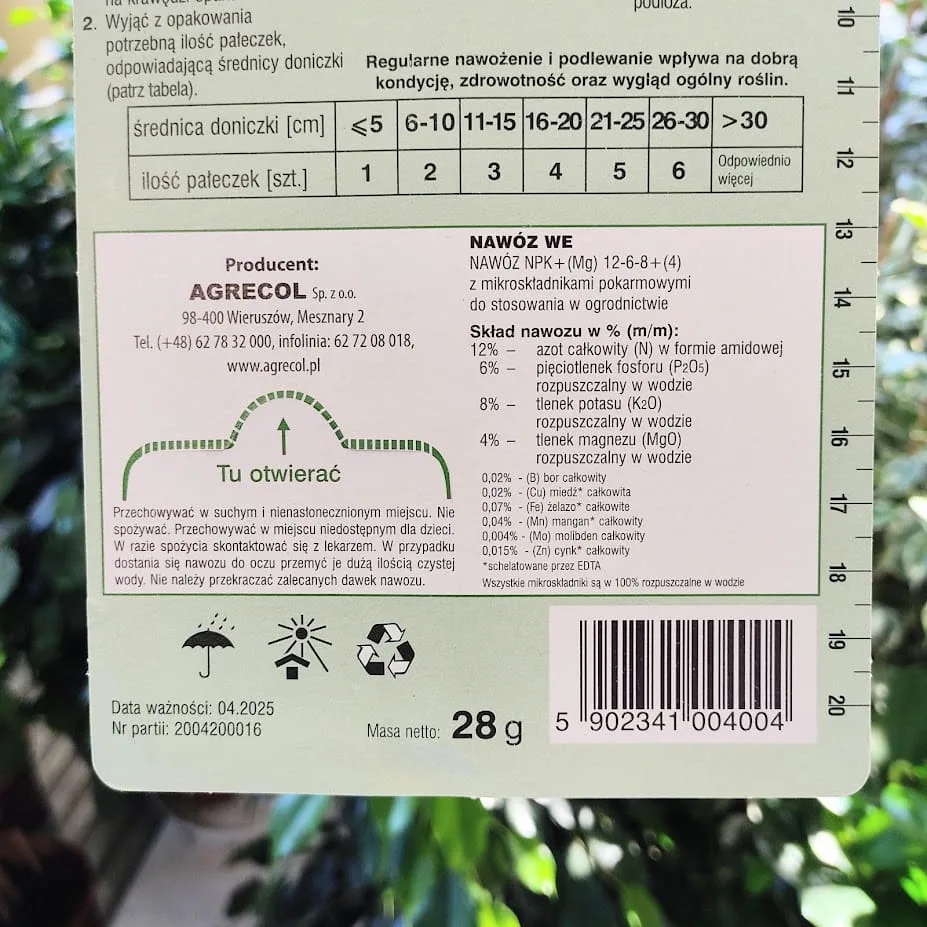 2. Wyjąć z opakowania
potrzebną ilość pałeczek,
odpowiadającą średnicy doniczki
(patrz tabela).
podłoża.
Regularne nawożenie i podlewanie wpływa na dobrą
kondycję, zdrowotność oraz wygląd ogólny roślin.
średnica doniczki [cm] ⩽5 6-10 11-15 16-20 21-25 26-30 >30
ilość pałeczek [szt.] 1 2 3 4 5 6 Odpowiednio
więcej
Producent:
AGRECOL Sp. z o.o.
98-400 Wieruszów, Mesznary 2
Tel. (+48) 62 78 32 000, infolinia: 62 72 08 018,
www.agrecol.pl
Tu otwierać
Przechowywać w suchym i nienasłonecznionym miejscu. Nie
spożywać. Przechowywać w miejscu niedostępnym dla dzieci.
W razie spożycia skontaktować się z lekarzem. W przypadku
dostania się nawozu do oczu przemyć je dużą ilością czystej
wody. Nie należy przekraczać zalecanych dawek nawozu.
NAWÓZ WE
NAWÓZ NPK+(Mg) 12-6-8+(4)
z mikroskładnikami pokarmowymi
do stosowania w ogrodnictwie
Skład nawozu w % (m/m):
12% – azot całkowity (N) w formie amidowej
6% – pięciotlenek fosforu (P2O5)
rozpuszczalny w wodzie
8% – tlenek potasu (K2O)
rozpuszczalny w wodzie
4% – tlenek magnezu (MgO)
rozpuszczalny w wodzie
0,02% - (B) bor całkowity
0,02% - (Cu) miedź* całkowita
0,07% - (Fe) żelazo* całkowite
0,04% - (Mn) mangan* całkowity
0,004% - (Mo) molibden całkowity
0,015% - (Zn) cynk* całkowity
*schelatowane przez EDTA
Wszystkie mikroskładniki są w 100% rozpuszczalne w wodzie
Data ważności: 04.2025
Nr partii: 2004200016
Masa netto: 28 g
5 902341 004004
10
11
12
13
14
15
16
17
18
19
20